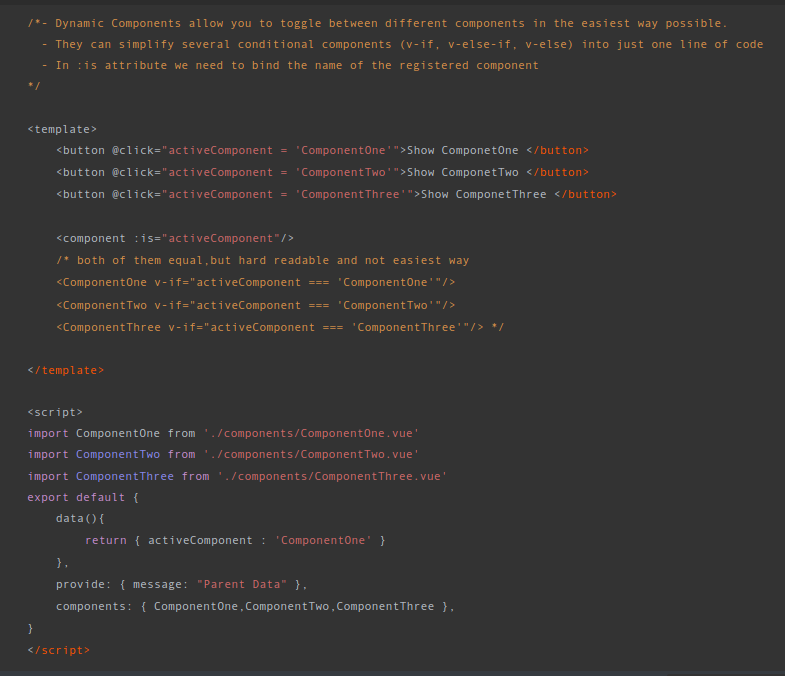 /*- Dynamic Components allow you to toggle between different components in the easiest way possible.
- They can simplify several conditional components (v-if, v-else-if, v-else) into just one line of code
- In :is attribute we need to bind the name of the registered component
*/
<template>
<button @click="activeComponent = 'ComponentOne'">Show ComponetOne </button>
<button @click="activeComponent = 'ComponentTwo'">Show ComponetTwo </button>
<button @click="activeComponent = 'ComponentThree'">Show ComponetThree </button>
<component :is="activeComponent"/>
/* both of them equal,but hard readable and not easiest way
<ComponentOne v-if="activeComponent === 'ComponentOne'"/>
<ComponentTwo v-if="activeComponent === 'ComponentTwo'"/>
<ComponentThree v-if="activeComponent === 'ComponentThree'"/> */
</template>
<script>
import ComponentOne from './components/ComponentOne.vue'
import ComponentTwo from './components/ComponentTwo.vue'
import ComponentThree from './components/ComponentThree.vue'
export default {
data(){
return { activeComponent : 'ComponentOne' }
},
provide: { message: "Parent Data" },
components: { ComponentOne,ComponentTwo,ComponentThree },
}
</script>